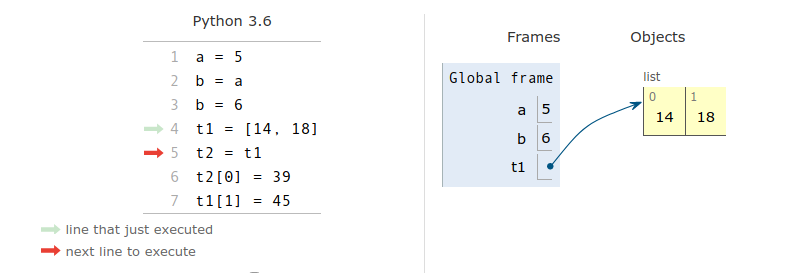 Python 3.6
1 a = 5
2 b = a
3 b = 6
4 t1 = [14, 18]
5 t2 = t1
6 t2[0] = 39
7 t1[1] = 45
line that just executed
next line to execute
Frames Objects
Global frame
a 5
b 6
t1
list
0 1
14 18